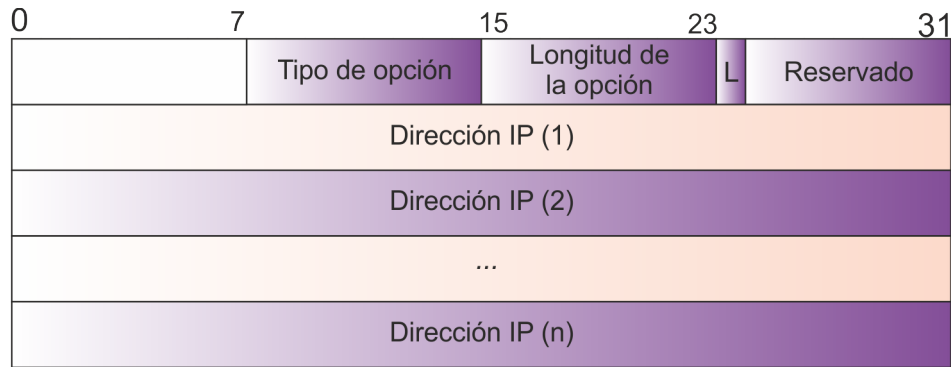 0 7 15 23 31
Tipo de opción Longitud de la opción L Reservado
Dirección IP (1)
Dirección IP (2)
...
Dirección IP (n)